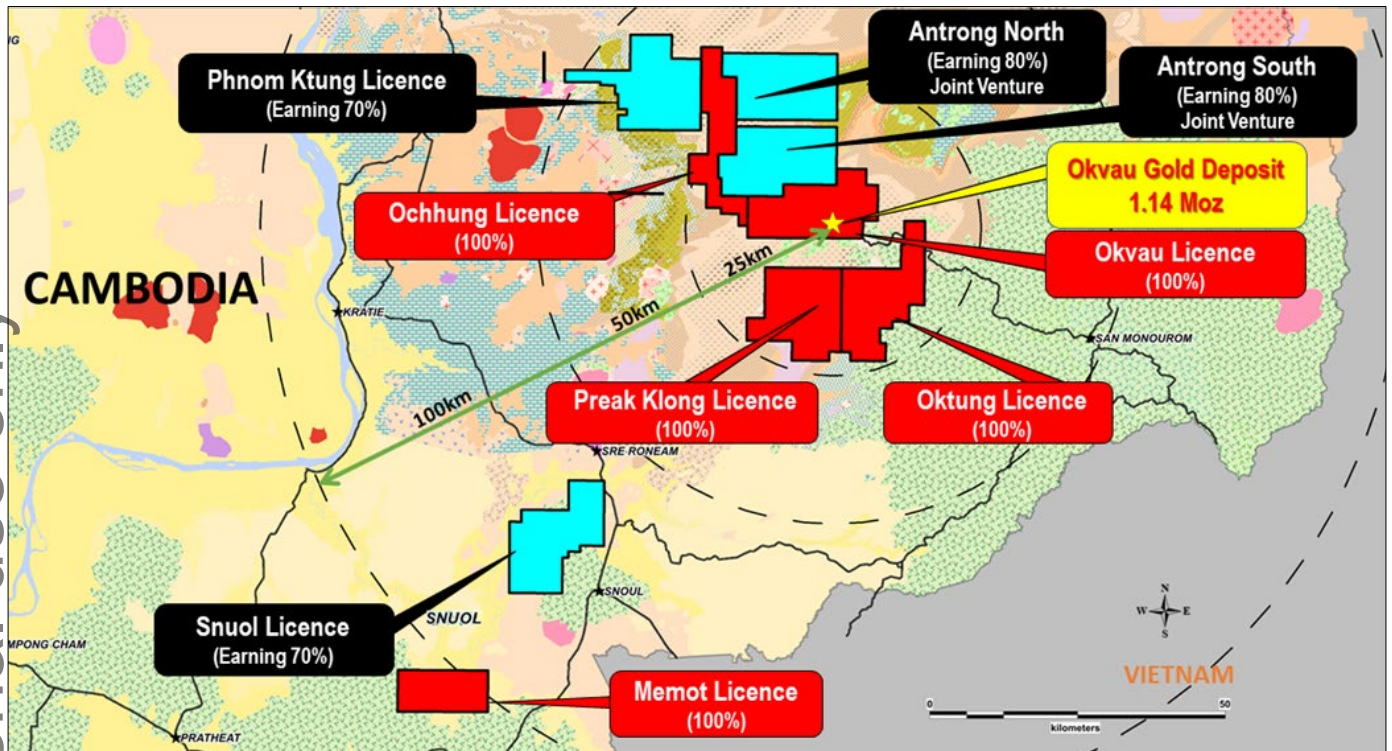 Antrong North
(Earning 80%)
Joint Venture
Phnom Ktung Licence
(Earning 70%)
Antrong South
(Earning 80%)
Joint Venture
Okvau Gold Deposit
1.14 Moz
Ochhung Licence
(100%)
Okvau Licence
(100%)
25km
CAMBODIA
KRATIE
50km
SAN MONOUROM
Preak Klong Licence
(100%)
Oktung Licence
(100%)
100km
SRE RONEAM
SNOUL
SNUOL
Snuol Licence
(Earning 70%)
N
W E
S
MPONG CHAM
VIETNAM
Memot Licence
(100%)
0 50
kilometers
PRATHEAT